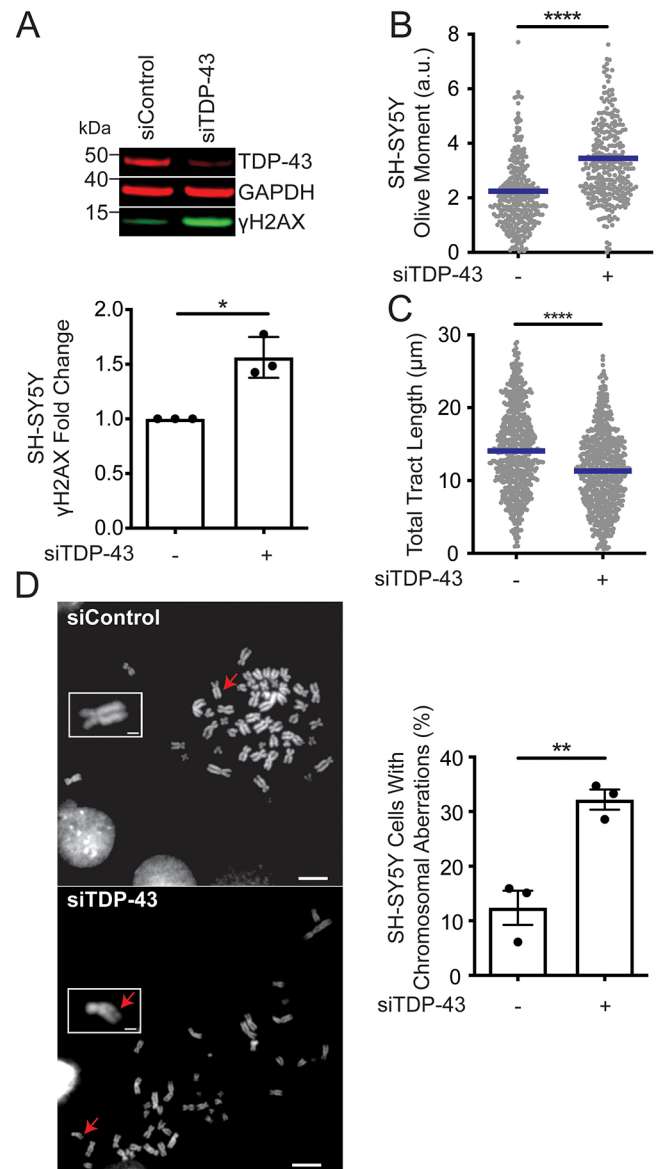 A
siControl
siTDP-43
kDa
50
TDP-43
40
GAPDH
15
γH2AX
SH-SY5Y
γH2AX Fold Change
2.0
1.5
1.0
0.5
0.0
*
siTDP-43 - +
B
SH-SY5Y
Olive Moment (a.u.)
8
6
4
2
0
****
siTDP-43 - +
C
Total Tract Length (μm)
30
20
10
0
****
siTDP-43 - +
D
siControl
siTDP-43
SH-SY5Y Cells With
Chromosomal Aberrations (%)
40
30
20
10
0
**
siTDP-43 - +